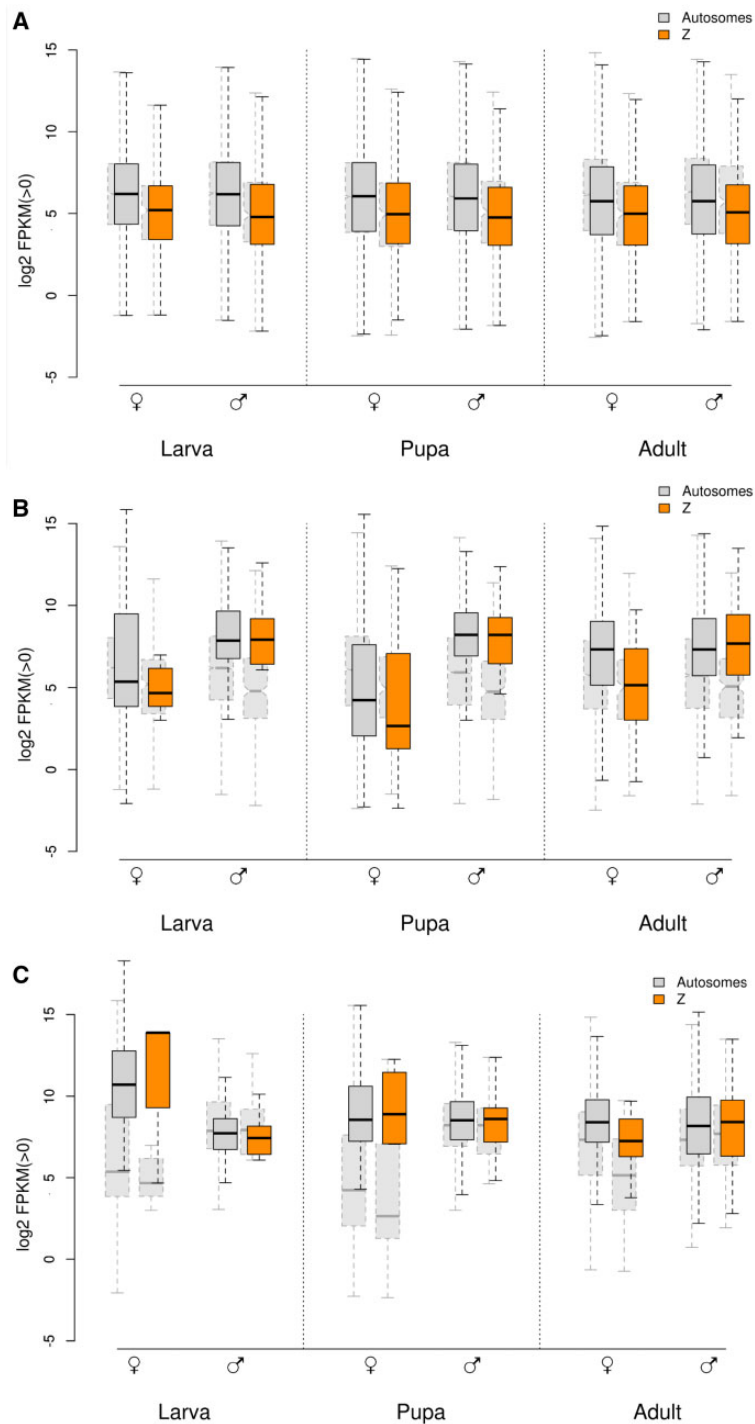 A
Autosomes
Z
log2 FPKM(>0)
15
10
5
0
-5
♀ ♂ ♀ ♂ ♀ ♂
Larva Pupa Adult
B
Autosomes
Z
log2 FPKM(>0)
15
10
5
0
-5
♀ ♂ ♀ ♂ ♀ ♂
Larva Pupa Adult
C
Autosomes
Z
log2 FPKM(>0)
15
10
5
0
-5
♀ ♂ ♀ ♂ ♀ ♂
Larva Pupa Adult